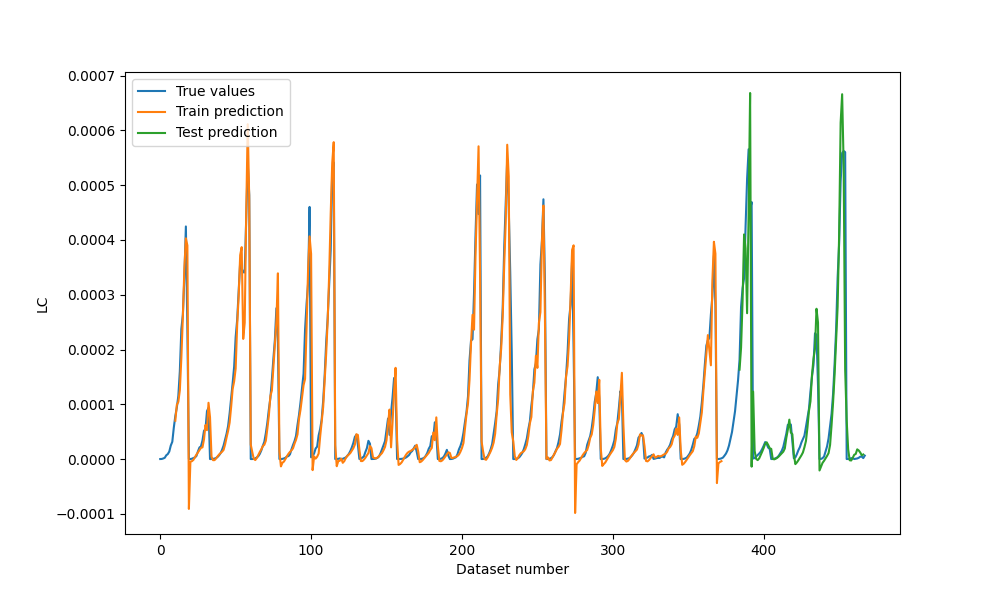 0.0007
0.0006
0.0005
0.0004
0.0003
0.0002
0.0001
0.0000
−0.0001
LC
True values
Train prediction
Test prediction
0
100
200
300
400
Dataset number